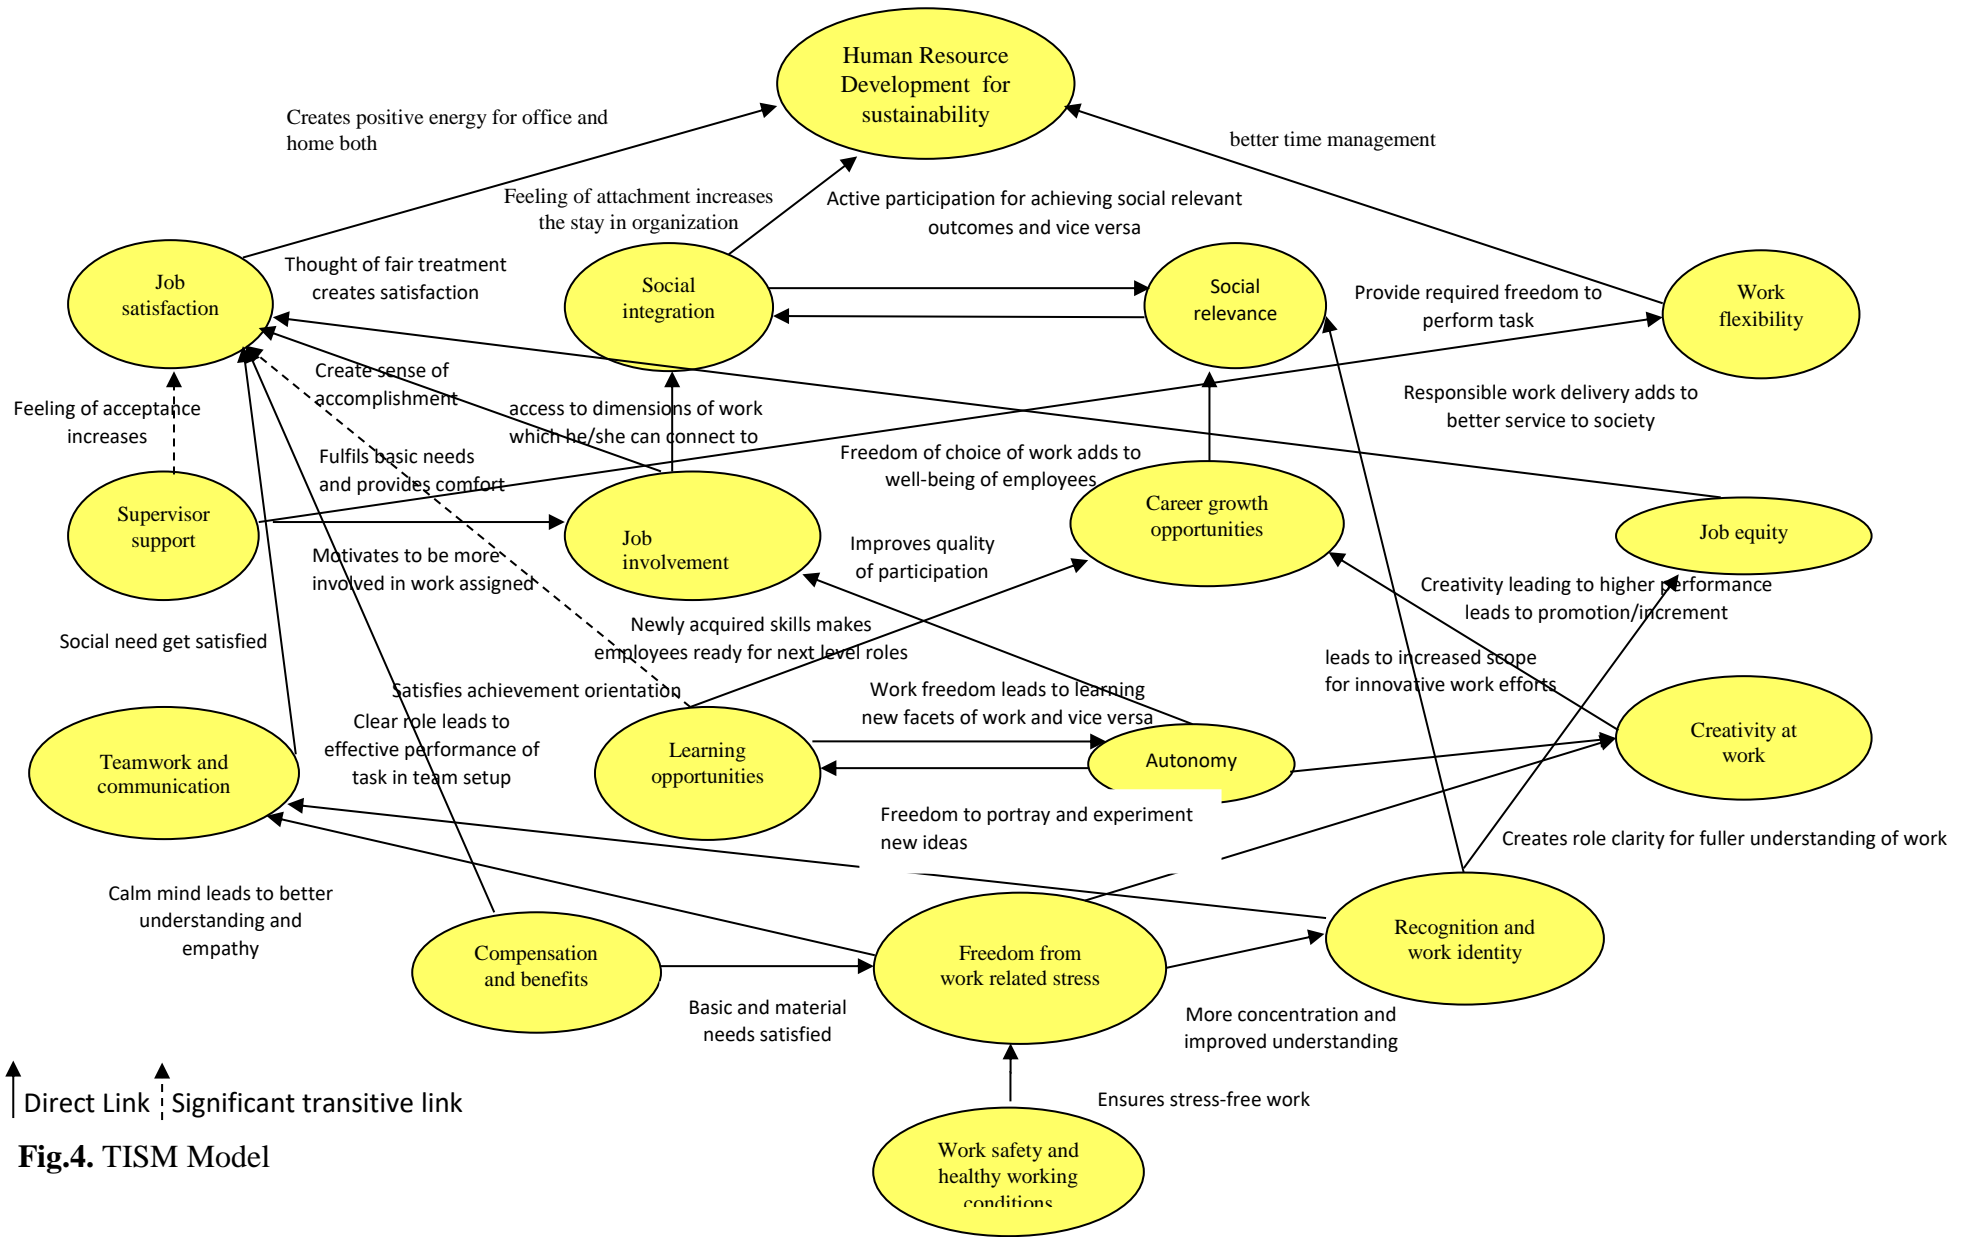 Human Resource
Development for
sustainability
Creates positive energy for office and
home both
better time management
Feeling of attachment increases
the stay in organization
Active participation for achieving social relevant
outcomes and vice versa
Job
satisfaction
Thought of fair treatment
creates satisfaction
Social
integration
Social
relevance
Provide required freedom to
perform task
Work
flexibility
Create sense of
accomplishment
Feeling of acceptance
increases
access to dimensions of work
which he/she can connect to
Responsible work delivery adds to
better service to society
Fulfils basic needs
and provides comfort
Freedom of choice of work adds to
well-being of employees
Supervisor
support
Job
involvement
Career growth
opportunities
Job equity
Motivates to be more
involved in work assigned
Improves quality
of participation
Creativity leading to higher performance
leads to promotion/increment
Social need get satisfied
Newly acquired skills makes
employees ready for next level roles
leads to increased scope
for innovative work efforts
Satisfies achievement orientation
Work freedom leads to learning
new facets of work and vice versa
Clear role leads to
effective performance of
task in team setup
Teamwork and
communication
Learning
opportunities
Autonomy
Creativity at
work
Freedom to portray and experiment
new ideas
Creates role clarity for fuller understanding of work
Calm mind leads to better
understanding and
empathy
Compensation
and benefits
Freedom from
work related stress
Recognition and
work identity
Basic and material
needs satisfied
More concentration and
improved understanding
Direct Link
Significant transitive link
Ensures stress-free work
Work safety and
healthy working
conditions
Fig.4. TISM Model